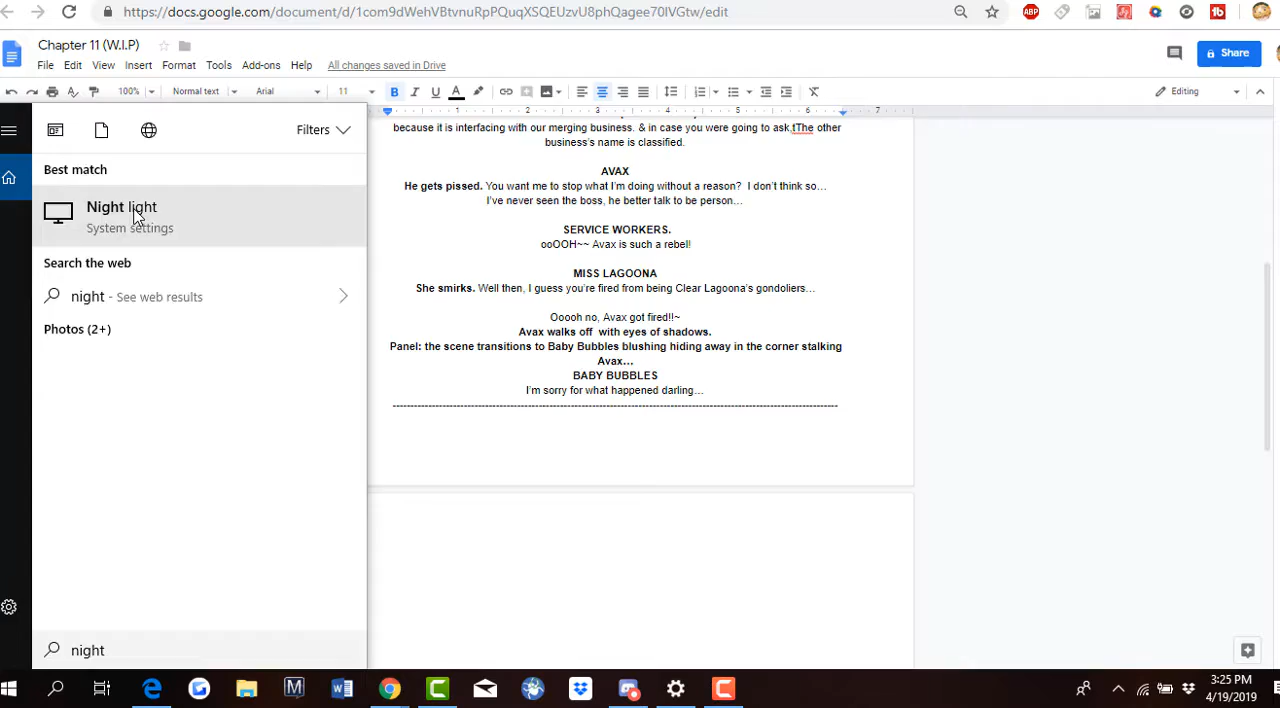 https://docs.google.com/document/d/1com9dWehVBtvnuRpPQuqXSQEUzvU8phQagee70IVGtw/edit
Chapter 11 (W.I.P)
File Edit View Insert Format Tools Add-ons Help All changes saved in Drive
Share
100% Normal text Arial 11 Editing
1 2 3 4 5 6 7
Filters
Best match
Night light
System settings
Search the web
night - See web results
Photos (2+)
night
because it is interfacing with our merging business. & in case you were going to ask,tThe other
business's name is classified.
AVAX
He gets pissed. You want me to stop what I'm doing without a reason? I don't think so…
I've never seen the boss, he better talk to be person…
SERVICE WORKERS.
ooOOH~~ Avax is such a rebel!
MISS LAGOONA
She smirks. Well then, I guess you're fired from being Clear Lagoona's gondoliers…
Ooooh no, Avax got fired!!~
Avax walks off with eyes of shadows.
Panel: the scene transitions to Baby Bubbles blushing hiding away in the corner stalking
Avax…
BABY BUBBLES
I'm sorry for what happened darling…
3:25 PM
4/19/2019